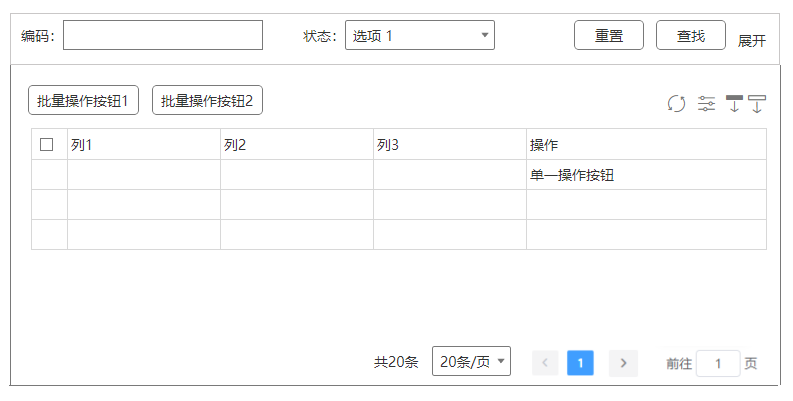 编码： 状态： 选项 1 重置 查找 展开
批量操作按钮1 批量操作按钮2
列1 列2 列3 操作
单一操作按钮
共20条 20条/页 < 1 > 前往 1 页